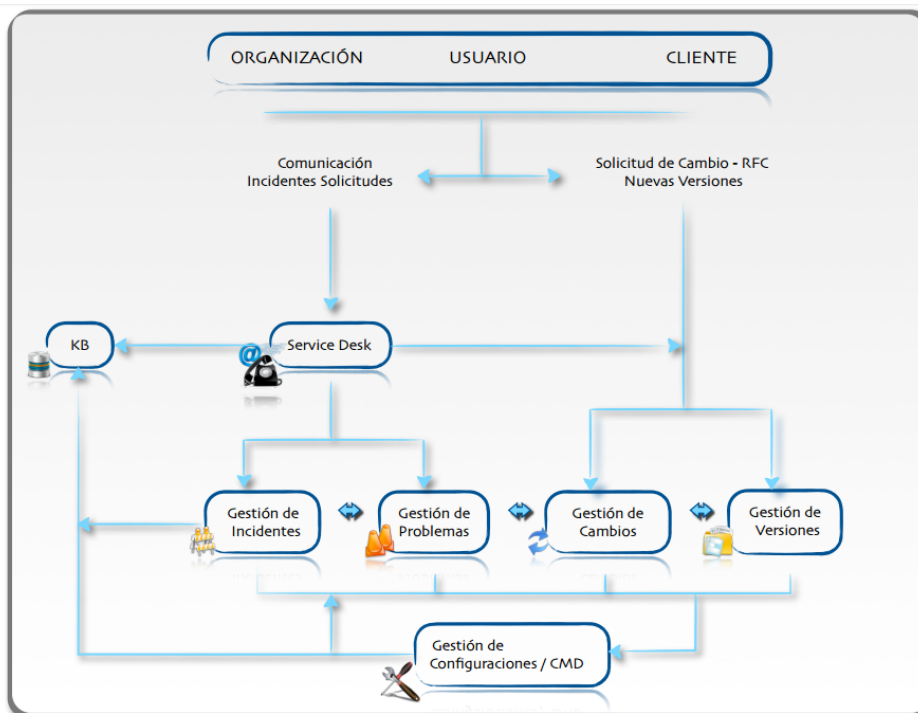 ORGANIZACIÓN USUARIO CLIENTE
Comunicación
Incidentes Solicitudes
Solicitud de Cambio - RFC
Nuevas Versiones
KB
@
Service Desk
Gestión de
Incidentes
Gestión de
Problemas
Gestión de
Cambios
Gestión de
Versiones
Gestión de
Configuraciones / CMD